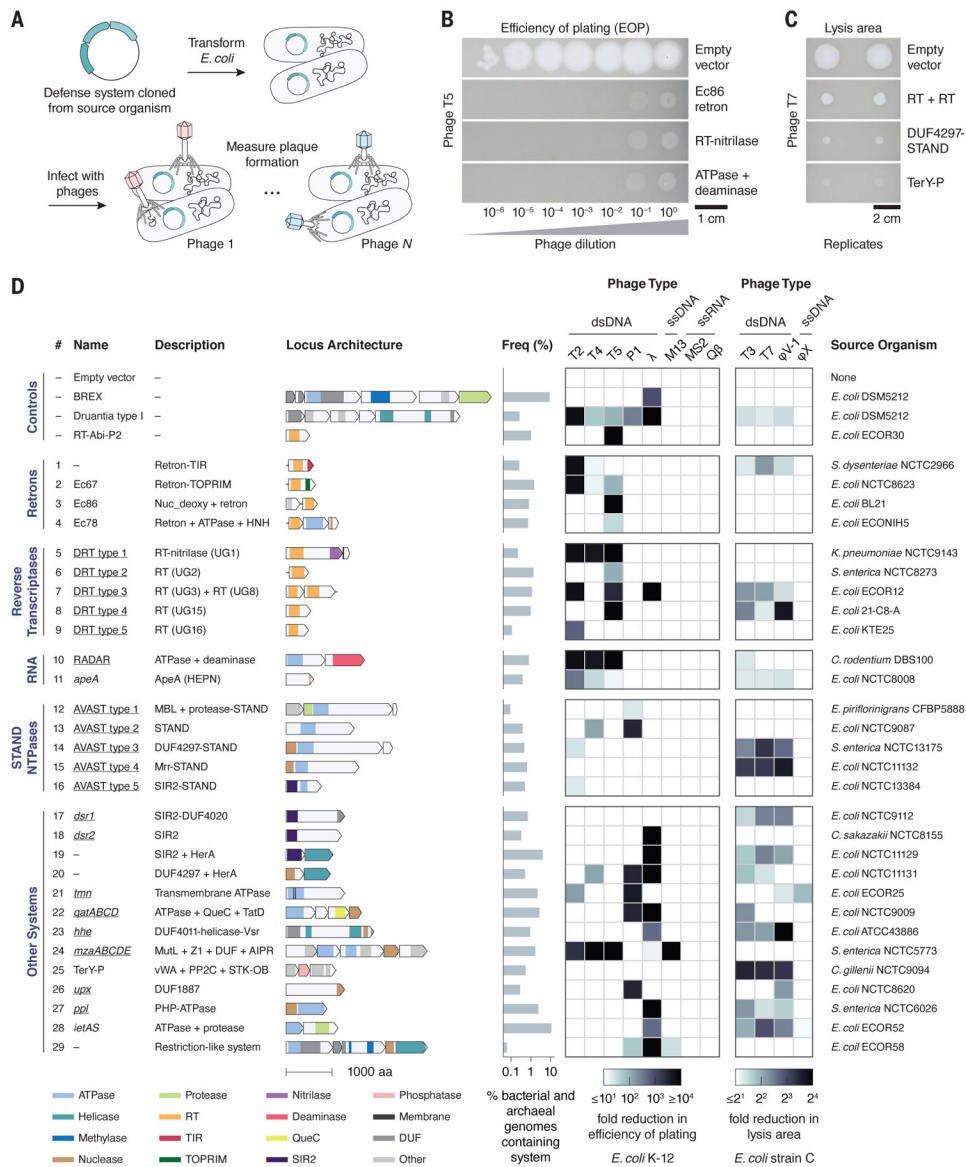 A
Transform
E. coli
Defense system cloned
from source organism
Infect with
phages
Measure plaque
formation
...
Phage 1
Phage N
B
Efficiency of plating (EOP)
Phage T5
Empty
vector
Ec86
retron
RT-nitrilase
ATPase +
deaminase
10⁻⁶ 10⁻⁵ 10⁻⁴ 10⁻³ 10⁻² 10⁻¹ 10⁰
1 cm
Phage dilution
C
Lysis area
Phage T7
Empty
vector
RT + RT
DUF4297-
STAND
TerY-P
2 cm
Replicates
D
Phage Type
Phage Type
dsDNA ssDNA ssRNA dsDNA ssDNA
# Name Description Locus Architecture Freq (%) T2 T4 T5 P1 λ M13 MS2 Qβ T3 T7 φV-1 φX Source Organism
Controls
– Empty vector – None
– BREX – E. coli DSM5212
– Druantia type I – E. coli DSM5212
– RT-Abi-P2 – E. coli ECOR30
Retrons
1 – Retron-TIR S. dysenteriae NCTC2966
2 Ec67 Retron-TOPRIM E. coli NCTC8623
3 Ec86 Nuc_deoxy + retron E. coli BL21
4 Ec78 Retron + ATPase + HNH E. coli ECONIH5
Reverse
Transcriptases
5 DRT type 1 RT-nitrilase (UG1) K. pneumoniae NCTC9143
6 DRT type 2 RT (UG2) S. enterica NCTC8273
7 DRT type 3 RT (UG3) + RT (UG8) E. coli ECOR12
8 DRT type 4 RT (UG15) E. coli 21-C8-A
9 DRT type 5 RT (UG16) E. coli KTE25
RNA
10 RADAR ATPase + deaminase C. rodentium DBS100
11 apeA ApeA (HEPN) E. coli NCTC8008
STAND
NTPases
12 AVAST type 1 MBL + protease-STAND E. piriflorinigrans CFBP5888
13 AVAST type 2 STAND E. coli NCTC9087
14 AVAST type 3 DUF4297-STAND S. enterica NCTC13175
15 AVAST type 4 Mrr-STAND E. coli NCTC11132
16 AVAST type 5 SIR2-STAND E. coli NCTC13384
Other Systems
17 dsr1 SIR2-DUF4020 E. coli NCTC9112
18 dsr2 SIR2 C. sakazakii NCTC8155
19 – SIR2 + HerA E. coli NCTC11129
20 – DUF4297 + HerA E. coli NCTC11131
21 tmn Transmembrane ATPase E. coli ECOR25
22 qatABCD ATPase + QueC + TatD E. coli NCTC9009
23 hhe DUF4011-helicase-Vsr E. coli ATCC43886
24 mzaABCDE MutL + Z1 + DUF + AIPR S. enterica NCTC5773
25 TerY-P vWA + PP2C + STK-OB C. gillenii NCTC9094
26 upx DUF1887 E. coli NCTC8620
27 ppl PHP-ATPase S. enterica NCTC6026
28 ietAS ATPase + protease E. coli ECOR52
29 – Restriction-like system E. coil ECOR58
1000 aa
0.1 1 10
% bacterial and
archaeal
genomes
containing
system
≤10¹ 10² 10³ ≥10⁴
fold reduction in
efficiency of plating
E. coli K-12
≤2¹ 2² 2³ 2⁴
fold reduction in
lysis area
E. coli strain C
ATPase Protease Nitrilase Phosphatase
Helicase RT Deaminase Membrane
Methylase TIR QueC DUF
Nuclease TOPRIM SIR2 Other